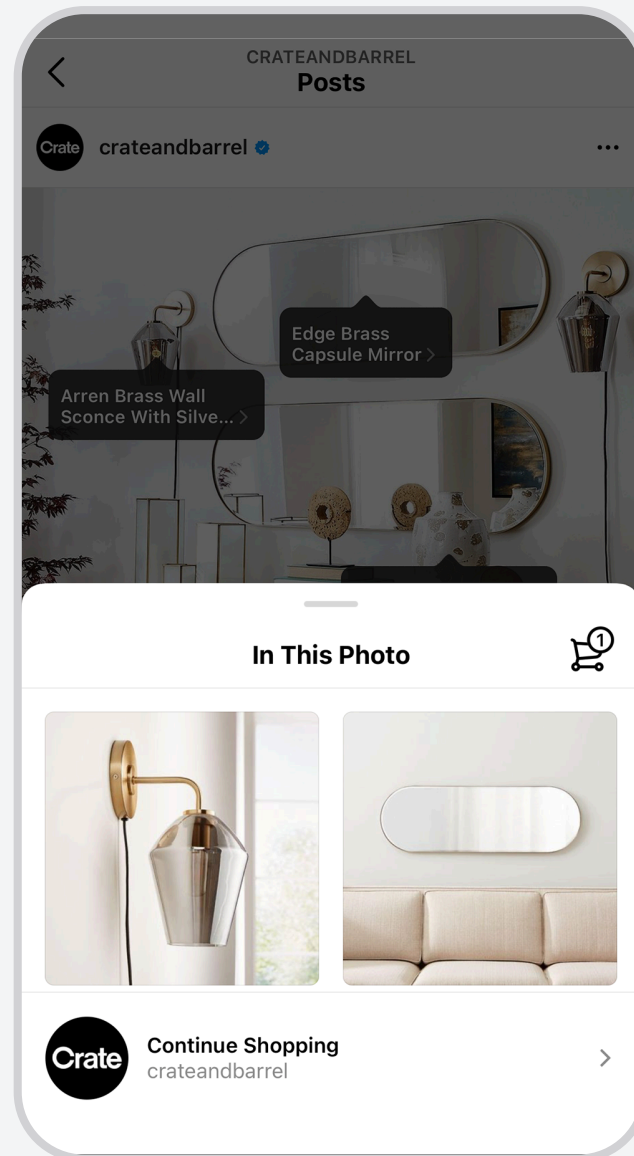 CRATEANDBARREL
Posts
Crate
crateandbarrel
Edge Brass
Capsule Mirror
Arren Brass Wall
Sconce With Silve...
In This Photo
1
Crate
Continue Shopping
crateandbarrel